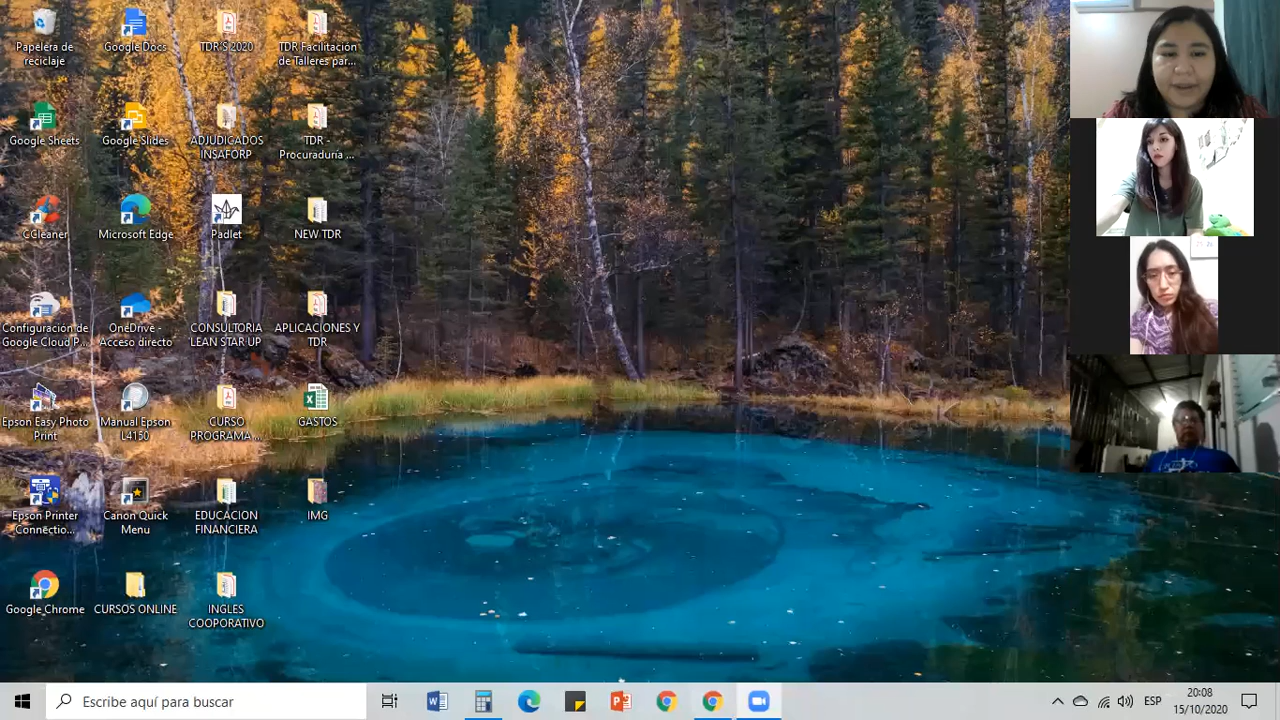 Papelera de
reciclaje
Google Docs
TDR'S 2020
TDR Facilitación
de Talleres par...
Google Sheets
Google Slides
ADJUDICADOS
INSAFORP
TDR -
Procuraduría ...
CCleaner
Microsoft Edge
Padlet
NEW TDR
Configuración de
Google Cloud P...
OneDrive -
Acceso directo
CONSULTORIA
LEAN STAR UP
APLICACIONES Y
TDR
Epson Easy Photo
Print
Manual Epson
L4150
CURSO
PROGRAMA ...
GASTOS
Epson Printer
Connectio...
Canon Quick
Menu
EDUCACION
FINANCIERA
IMG
Google Chrome
CURSOS ONLINE
INGLES
COOPORATIVO
Escribe aquí para buscar
ESP
20:08
15/10/2020